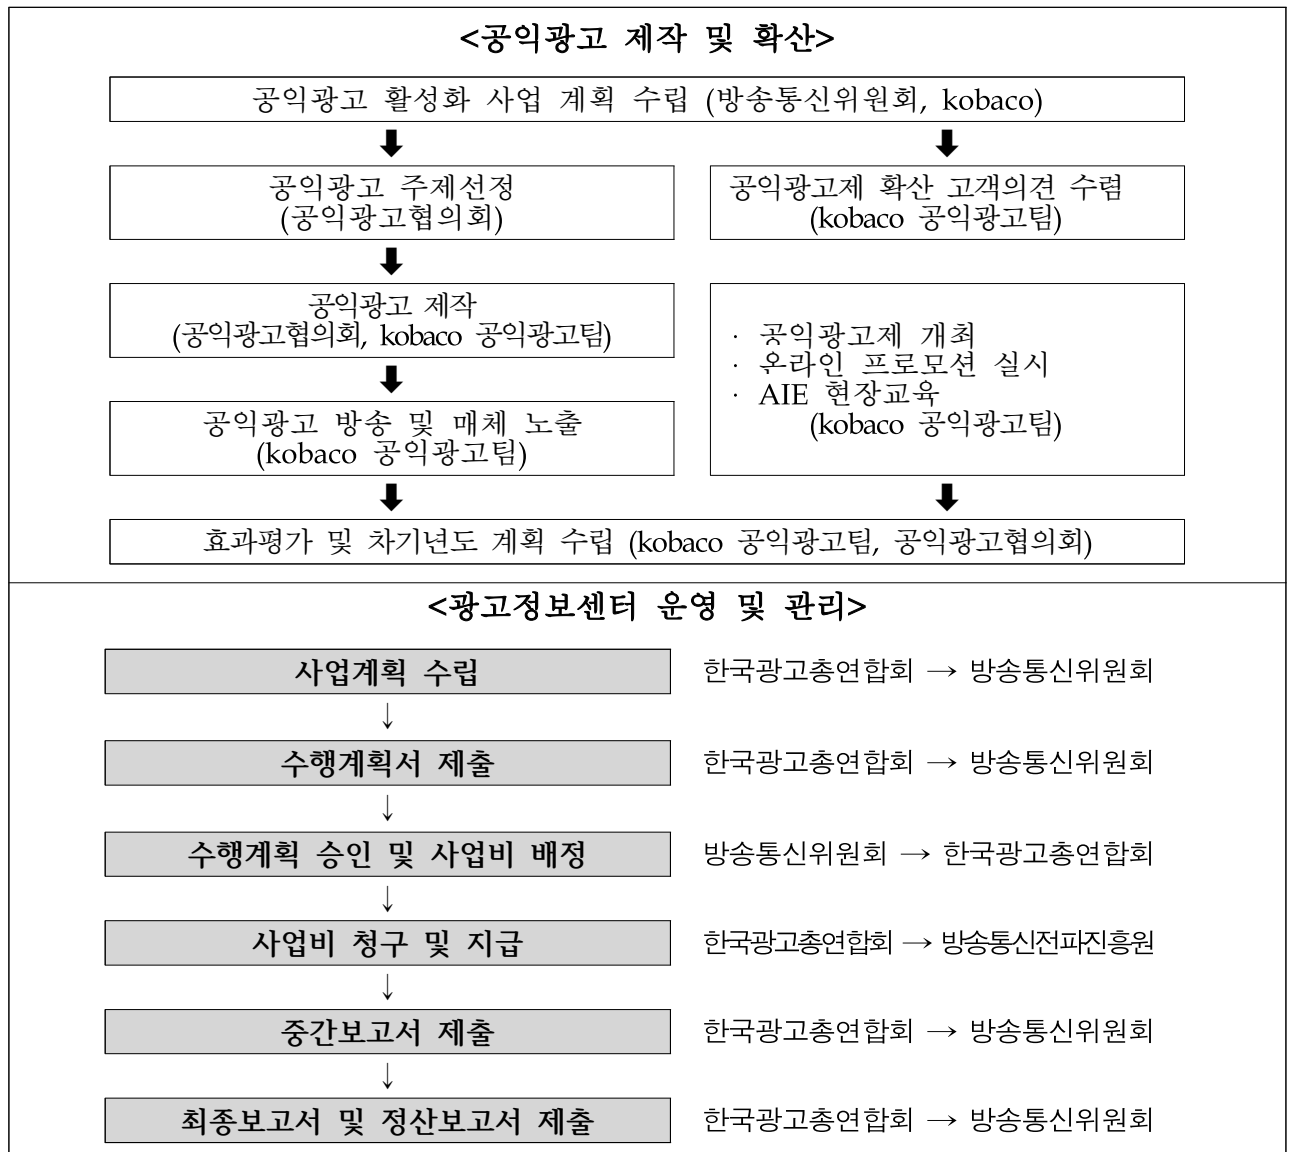 <공익광고 제작 및 확산>
공익광고 활성화 사업 계획 수립 (방송통신위원회, kobaco)
공익광고 주제선정
(공익광고협의회)
공익광고제 확산 고객의견 수렴
(kobaco 공익광고팀)
공익광고 제작
(공익광고협의회, kobaco 공익광고팀)
· 공익광고제 개최
· 온라인 프로모션 실시
· AIE 현장교육
(kobaco 공익광고팀)
공익광고 방송 및 매체 노출
(kobaco 공익광고팀)
효과평가 및 차기년도 계획 수립 (kobaco 공익광고팀, 공익광고협의회)
<광고정보센터 운영 및 관리>
사업계획 수립 한국광고총연합회 → 방송통신위원회
↓
수행계획서 제출 한국광고총연합회 → 방송통신위원회
↓
수행계획 승인 및 사업비 배정 방송통신위원회 → 한국광고총연합회
↓
사업비 청구 및 지급 한국광고총연합회 → 방송통신전파진흥원
↓
중간보고서 제출 한국광고총연합회 → 방송통신위원회
↓
최종보고서 및 정산보고서 제출 한국광고총연합회 → 방송통신위원회